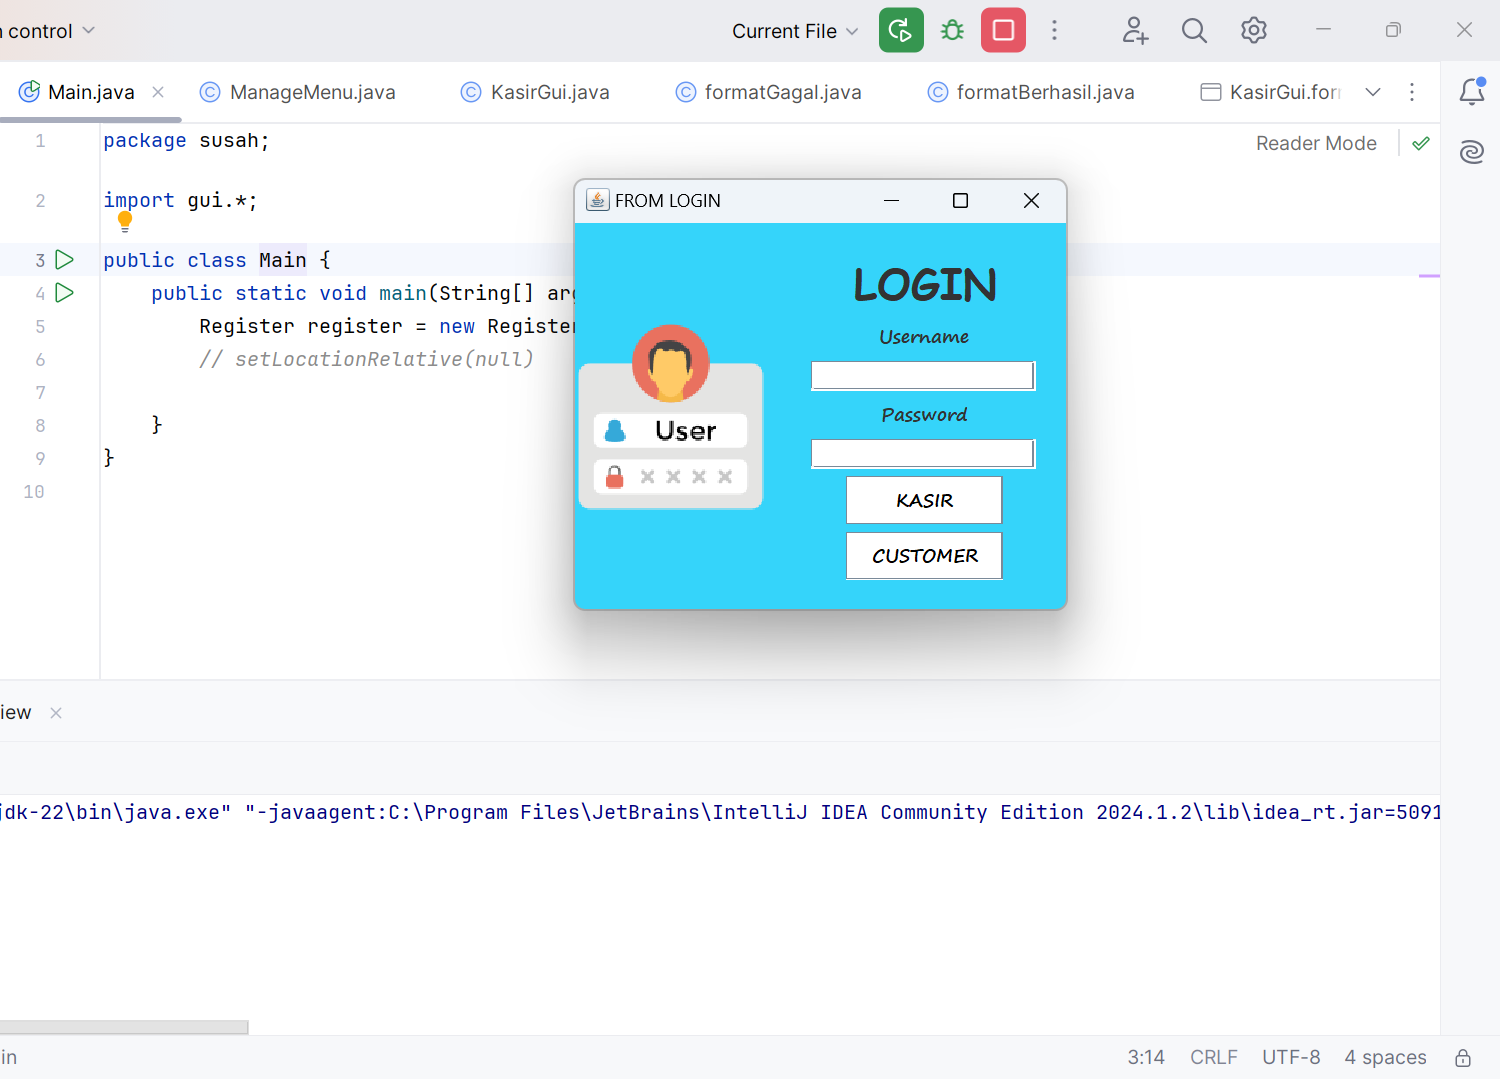 n control
Current File
Main.java
ManageMenu.java
KasirGui.java
formatGagal.java
formatBerhasil.java
KasirGui.for
Reader Mode
1 package susah;
2 import gui.*;
3 public class Main {
4 public static void main(String[] arg
5 Register register = new Register
6 // setLocationRelative(null)
7
8 }
9 }
10
FROM LOGIN
LOGIN
Username
Password
KASIR
CUSTOMER
User
iew
jdk-22\bin\java.exe" "-javaagent:C:\Program Files\JetBrains\IntelliJ IDEA Community Edition 2024.1.2\lib\idea_rt.jar=5091
in
3:14 CRLF UTF-8 4 spaces